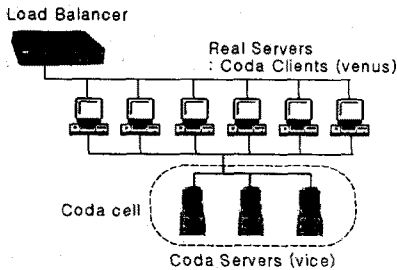 Load Balancer
Real Servers
: Coda Clients (venus)
Coda cell
Coda Servers (vice)